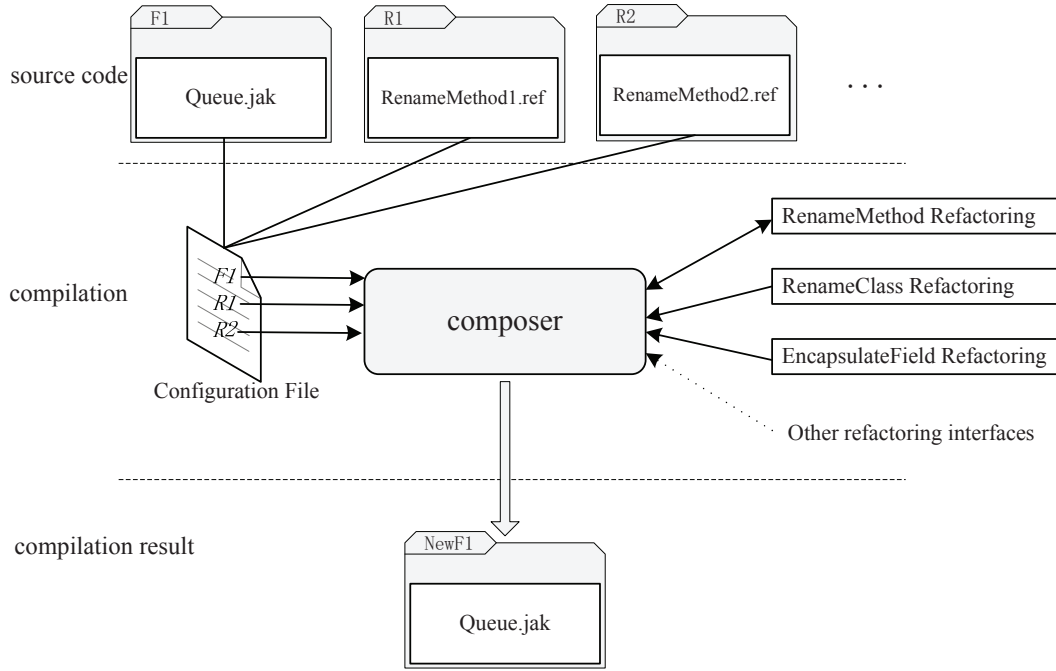 F1
R1
R2
source code
Queue.jak
RenameMethod1.ref
RenameMethod2.ref
. . .
RenameMethod Refactoring
compilation
F1
R1
R2
composer
RenameClass Refactoring
EncapsulateField Refactoring
Configuration File
Other refactoring interfaces
compilation result
NewF1
Queue.jak